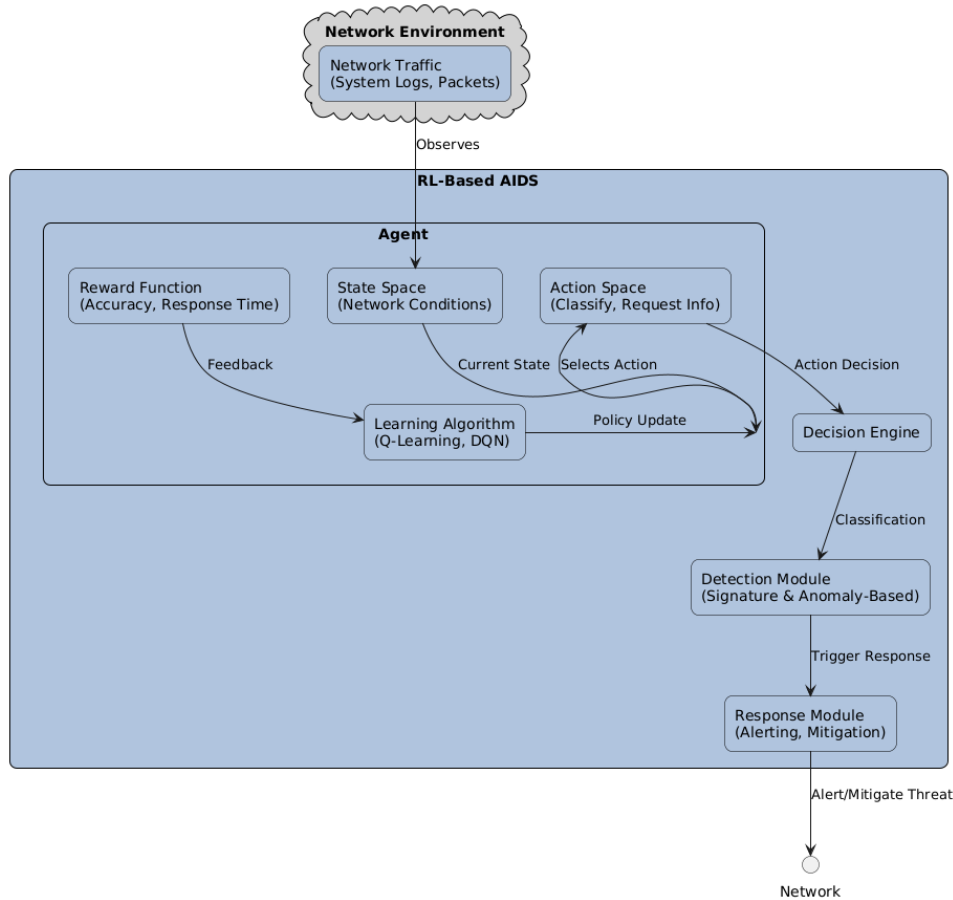 Network Environment
Network Traffic
(System Logs, Packets)
Observes
RL-Based AIDS
Agent
Reward Function
(Accuracy, Response Time)
State Space
(Network Conditions)
Action Space
(Classify, Request Info)
Feedback
Current State
Selects Action
Action Decision
Learning Algorithm
(Q-Learning, DQN)
Policy Update
Decision Engine
Classification
Detection Module
(Signature & Anomaly-Based)
Trigger Response
Response Module
(Alerting, Mitigation)
Alert/Mitigate Threat
Network